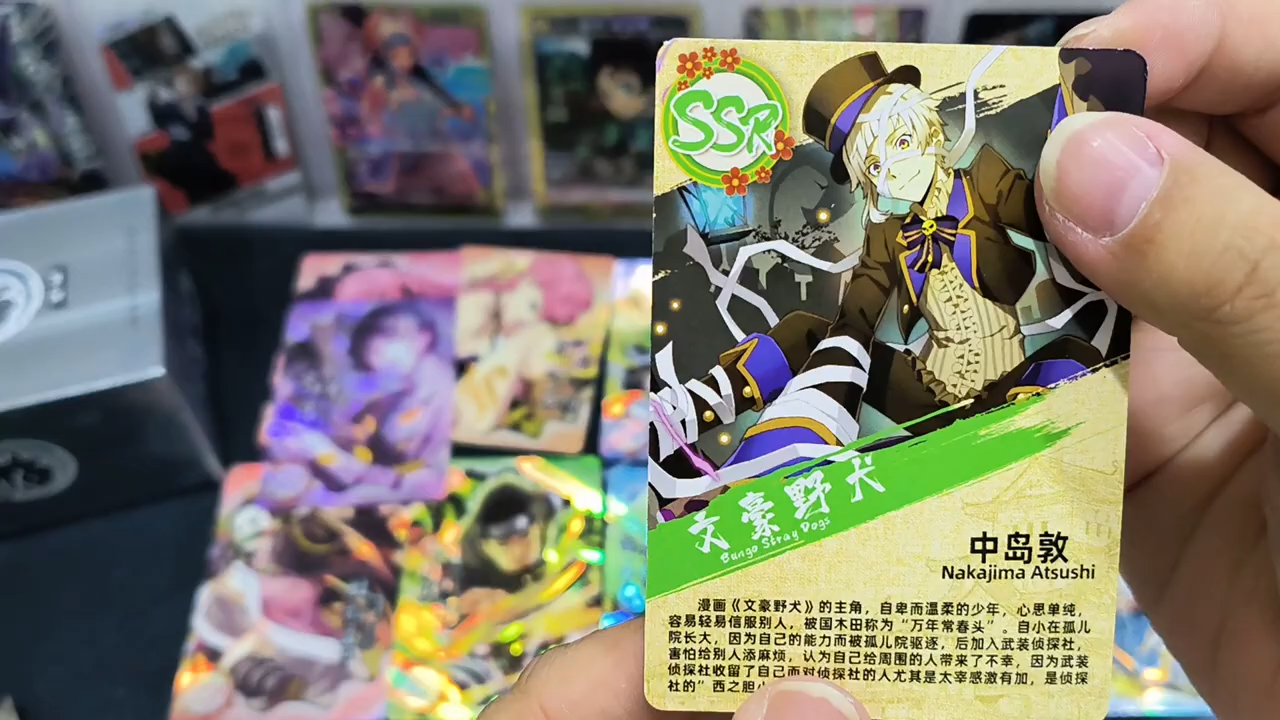 SSR
文豪野犬
Bungo Stray Dogs
中岛敦
Nakajima Atsushi
漫画《文豪野犬》的主角，自卑而温柔的少年，心思单纯，
容易轻易信服别人，被国木田称为“万年常春头”。自小在孤儿
院长大，因为自己的能力而被孤儿院驱逐，后加入武装侦探社，
害怕给别人添麻烦，认为自己给周围的人带来了不幸，因为武装
侦探社收留了自己而对侦探社的人尤其是太宰感激有加，是侦探
社的”西之胆小